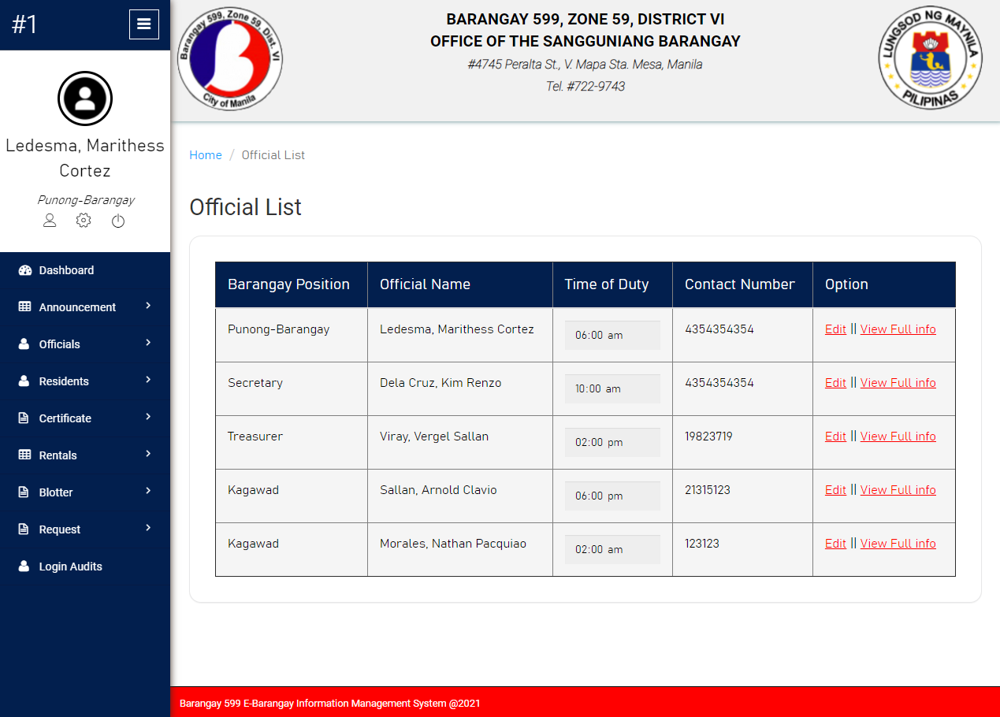 #1
Ledesma, Marithess
Cortez
Punong-Barangay
Dashboard
Announcement
Officials
Residents
Certificate
Rentals
Blotter
Request
Login Audits
Barangay 599, Zone 59, Dist. VI
City of Manila
BARANGAY 599, ZONE 59, DISTRICT VI
OFFICE OF THE SANGGUNIANG BARANGAY
#4745 Peralta St., V. Mapa Sta. Mesa, Manila
Tel. #722-9743
LUNGSOD NG MAYNILA
PILIPINAS
Home / Official List
Official List
Barangay Position Official Name Time of Duty Contact Number Option
Punong-Barangay Ledesma, Marithess Cortez 06:00 am 4354354354 Edit || View Full info
Secretary Dela Cruz, Kim Renzo 10:00 am 4354354354 Edit || View Full info
Treasurer Viray, Vergel Sallan 02:00 pm 19823719 Edit || View Full info
Kagawad Sallan, Arnold Clavio 06:00 pm 21315123 Edit || View Full info
Kagawad Morales, Nathan Pacquiao 02:00 am 123123 Edit || View Full info
Barangay 599 E-Barangay Information Management System @2021